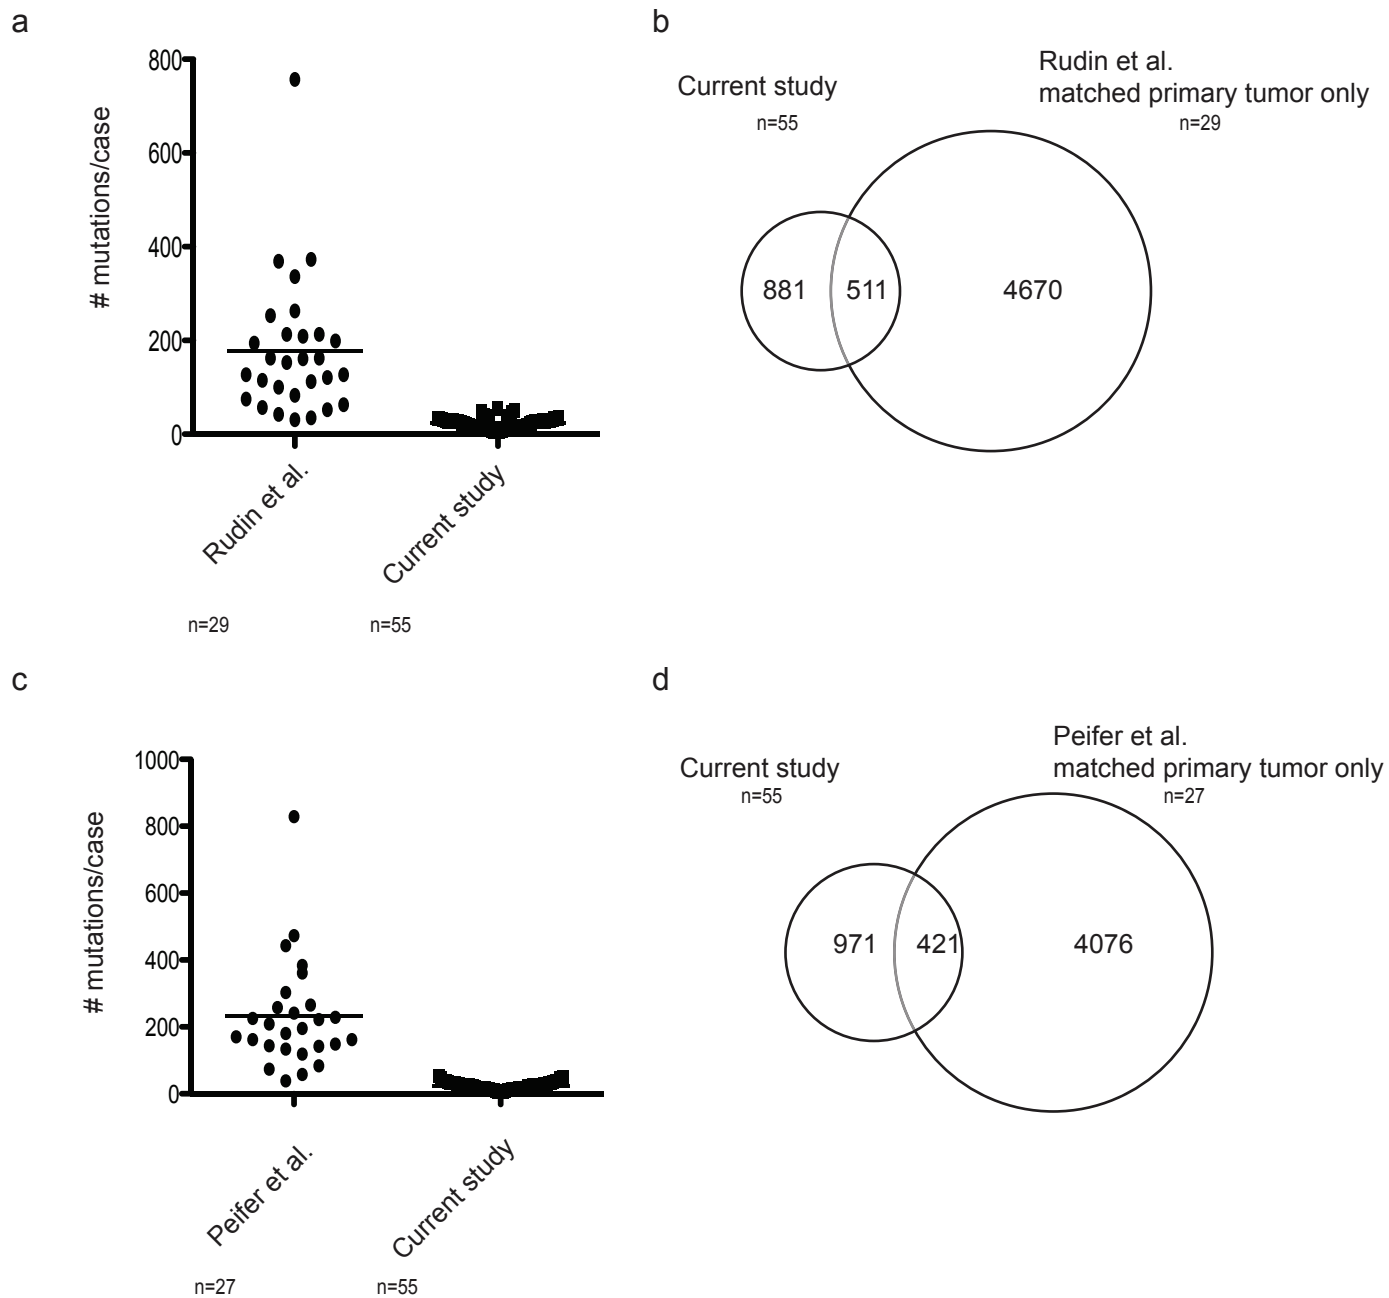 a
800
600
400
200
0
# mutations/case
Rudin et al.
Current study
n=29
n=55
b
Current study
n=55
Rudin et al.
matched primary tumor only
n=29
881
511
4670
c
1000
800
600
400
200
0
# mutations/case
Peifer et al.
Current study
n=27
n=55
d
Current study
n=55
Peifer et al.
matched primary tumor only
n=27
971
421
4076